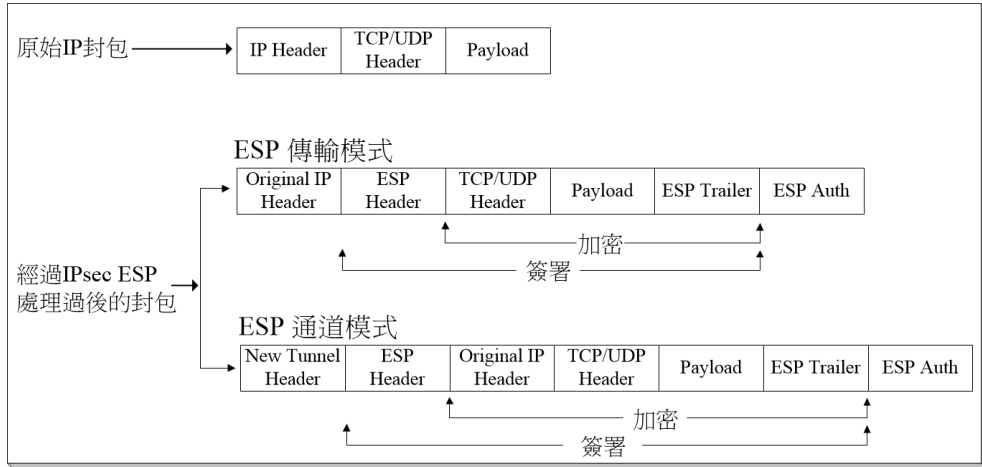 原始IP封包
IP Header
TCP/UDP
Header
Payload
ESP 傳輸模式
Original IP
Header
ESP
Header
TCP/UDP
Header
Payload
ESP Trailer
ESP Auth
加密
簽署
經過IPsec ESP
處理過後的封包
ESP 通道模式
New Tunnel
Header
ESP
Header
Original IP
Header
TCP/UDP
Header
Payload
ESP Trailer
ESP Auth
加密
簽署